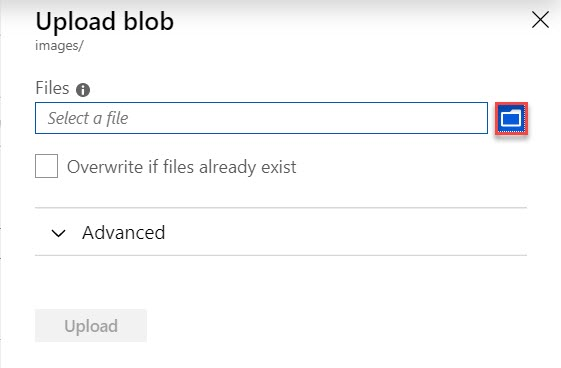 Upload blob
images/
Files
Select a file
Overwrite if files already exist
Advanced
Upload